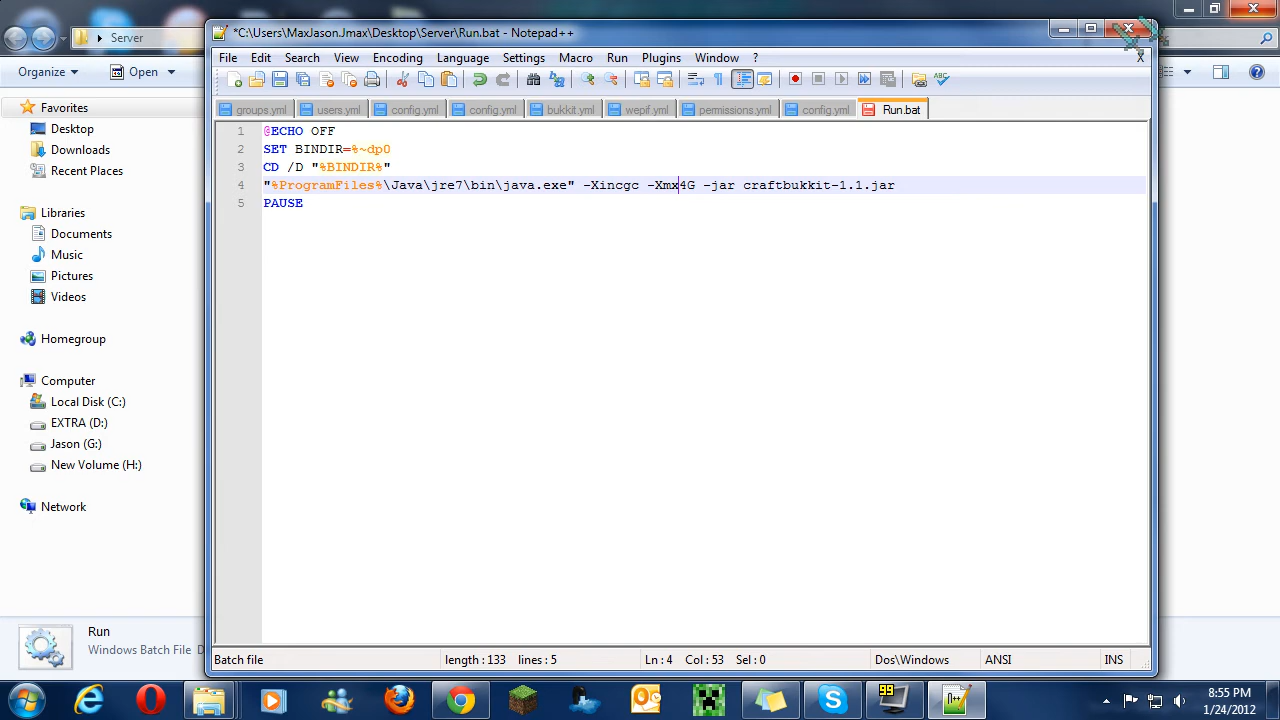 *C:\Users\MaxJason.Jmax\Desktop\Server\Run.bat - Notepad++
Server
File Edit Search View Encoding Language Settings Macro Run Plugins Window ? X
Organize Open
groups.yml users.yml config.yml config.yml bukkit.yml wepif.yml permissions.yml config.yml Run.bat
Favorites
Desktop
Downloads
Recent Places
Libraries
Documents
Music
Pictures
Videos
Homegroup
Computer
Local Disk (C:)
EXTRA (D:)
Jason (G:)
New Volume (H:)
Network
1 @ECHO OFF
2 SET BINDIR=%~dp0
3 CD /D "%BINDIR%"
4 "%ProgramFiles%\Java\jre7\bin\java.exe" -Xincgc -Xmx4G -jar craftbukkit-1.1.jar
5 PAUSE
Run
Windows Batch File D
Batch file length : 133 lines : 5 Ln : 4 Col : 53 Sel : 0 Dos\Windows ANSI INS
99
8:55 PM
1/24/2012